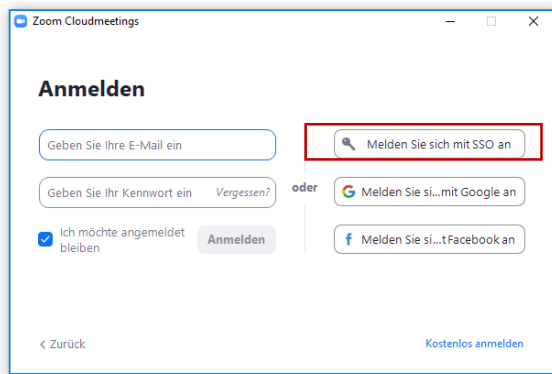 Zoom Cloudmeetings
Anmelden
Geben Sie Ihre E-Mail ein
Geben Sie Ihr Kennwort ein Vergessen?
Ich möchte angemeldet
bleiben
Anmelden
oder
Melden Sie sich mit SSO an
Melden Sie si...mit Google an
Melden Sie si...t Facebook an
Zurück
Kostenlos anmelden